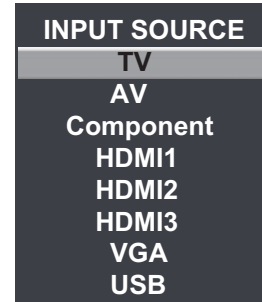 INPUT SOURCE
TV
AV
Component
HDMI1
HDMI2
HDMI3
VGA
USB